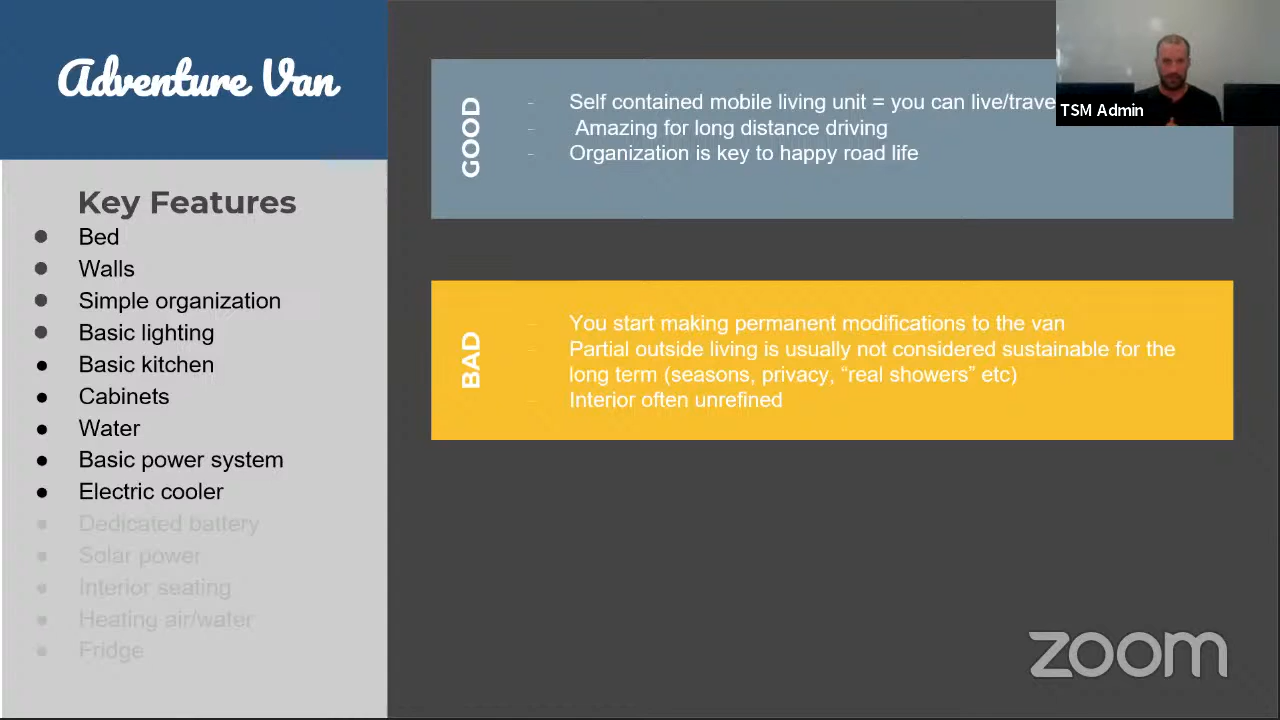 Adventure Van
Key Features
● Bed
● Walls
● Simple organization
● Basic lighting
● Basic kitchen
● Cabinets
● Water
● Basic power system
● Electric cooler
● Dedicated battery
● Solar power
● Interior seating
● Heating air/water
● Fridge
GOOD
- Self contained mobile living unit = you can live/trave
- Amazing for long distance driving
- Organization is key to happy road life
TSM Admin
BAD
- You start making permanent modifications to the van
- Partial outside living is usually not considered sustainable for the
long term (seasons, privacy, “real showers” etc)
- Interior often unrefined
zoom